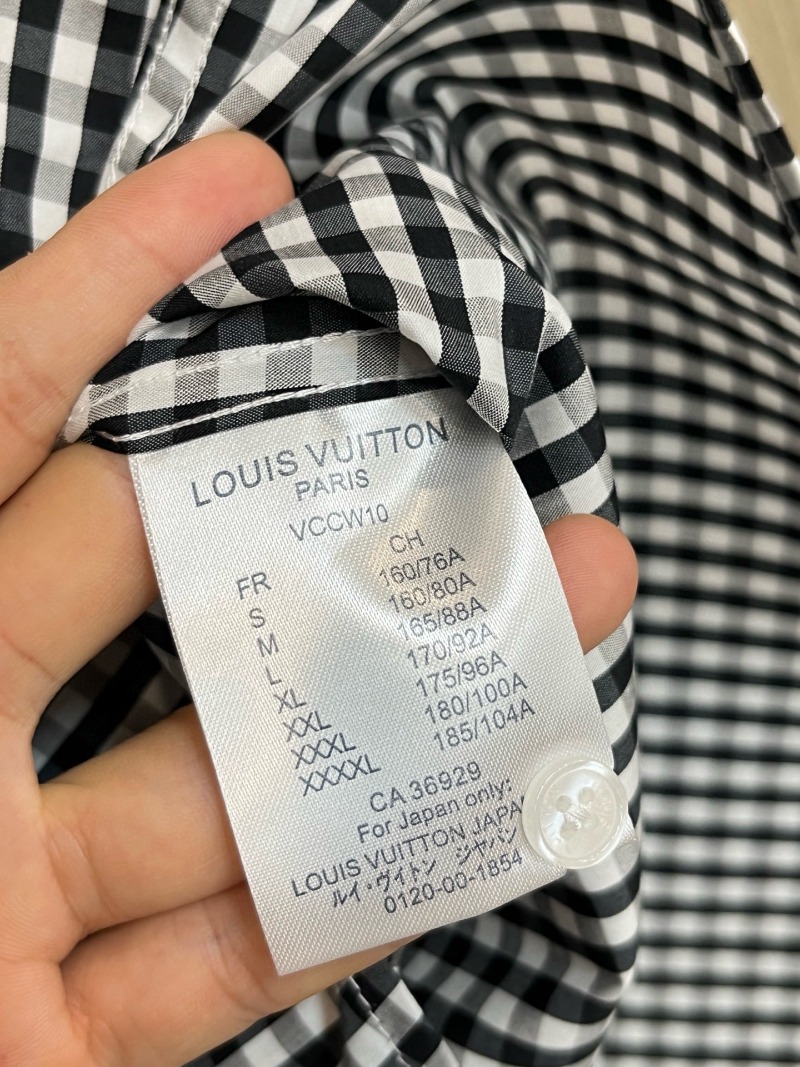 LOUIS VUITTON
PARIS
VCCW10
FR CH
S 160/76A
M 160/80A
L 165/88A
XL 170/92A
XXL 175/96A
XXXL 180/100A
XXXXL 185/104A
CA 36929
For Japan only:
LOUIS VUITTON JAPA
ルイ・ヴィトン ジャパン
0120-00-1854